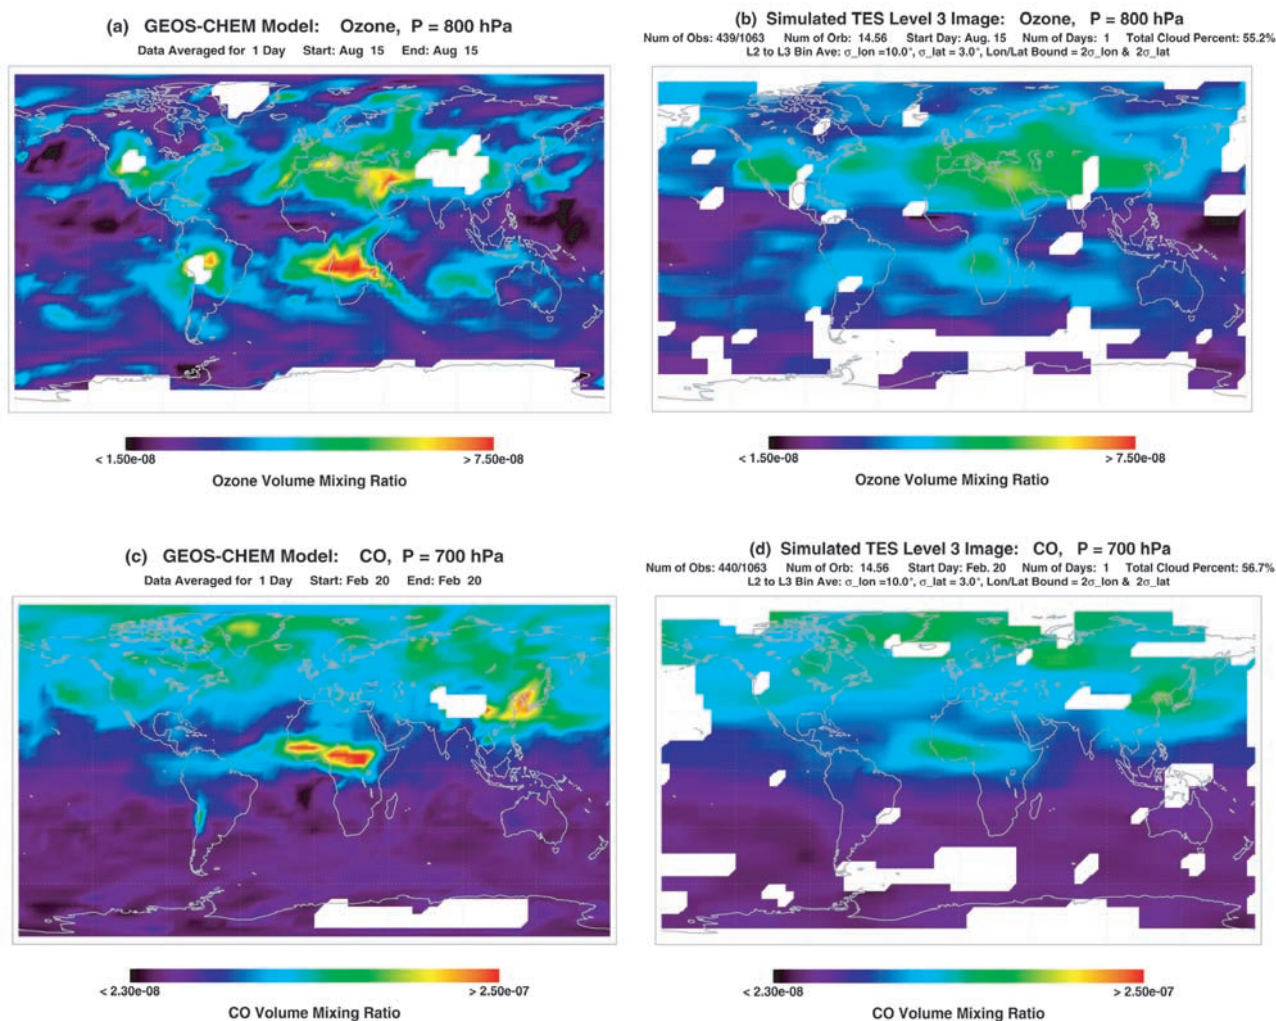 (a) GEOS-CHEM Model: Ozone, P = 800 hPa
Data Averaged for 1 Day Start: Aug 15 End: Aug 15
< 1.50e-08 > 7.50e-08
Ozone Volume Mixing Ratio
(b) Simulated TES Level 3 Image: Ozone, P = 800 hPa
Num of Obs: 439/1063 Num of Orb: 14.56 Start Day: Aug. 15 Num of Days: 1 Total Cloud Percent: 55.2%
L2 to L3 Bin Ave: σ_lon =10.0°, σ_lat = 3.0°, Lon/Lat Bound = 2σ_lon & 2σ_lat
< 1.50e-08 > 7.50e-08
Ozone Volume Mixing Ratio
(c) GEOS-CHEM Model: CO, P = 700 hPa
Data Averaged for 1 Day Start: Feb 20 End: Feb 20
< 2.30e-08 > 2.50e-07
CO Volume Mixing Ratio
(d) Simulated TES Level 3 Image: CO, P = 700 hPa
Num of Obs: 440/1063 Num of Orb: 14.56 Start Day: Feb. 20 Num of Days: 1 Total Cloud Percent: 56.7%
L2 to L3 Bin Ave: σ_lon =10.0°, σ_lat = 3.0°, Lon/Lat Bound = 2σ_lon & 2σ_lat
< 2.30e-08 > 2.50e-07
CO Volume Mixing Ratio